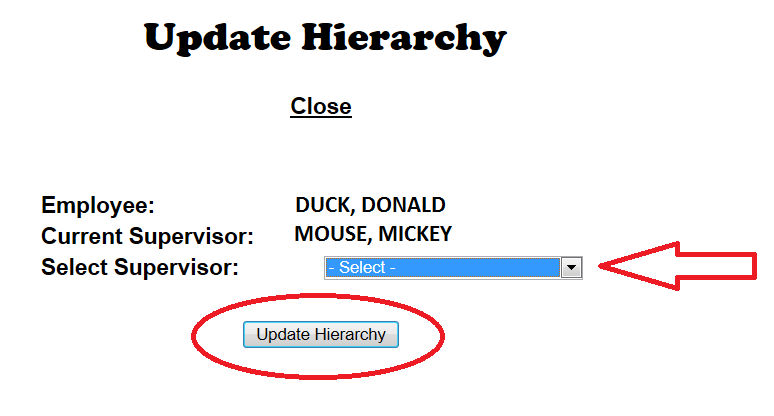 Update Hierarchy
Close
Employee: DUCK, DONALD
Current Supervisor: MOUSE, MICKEY
Select Supervisor: - Select -
Update Hierarchy